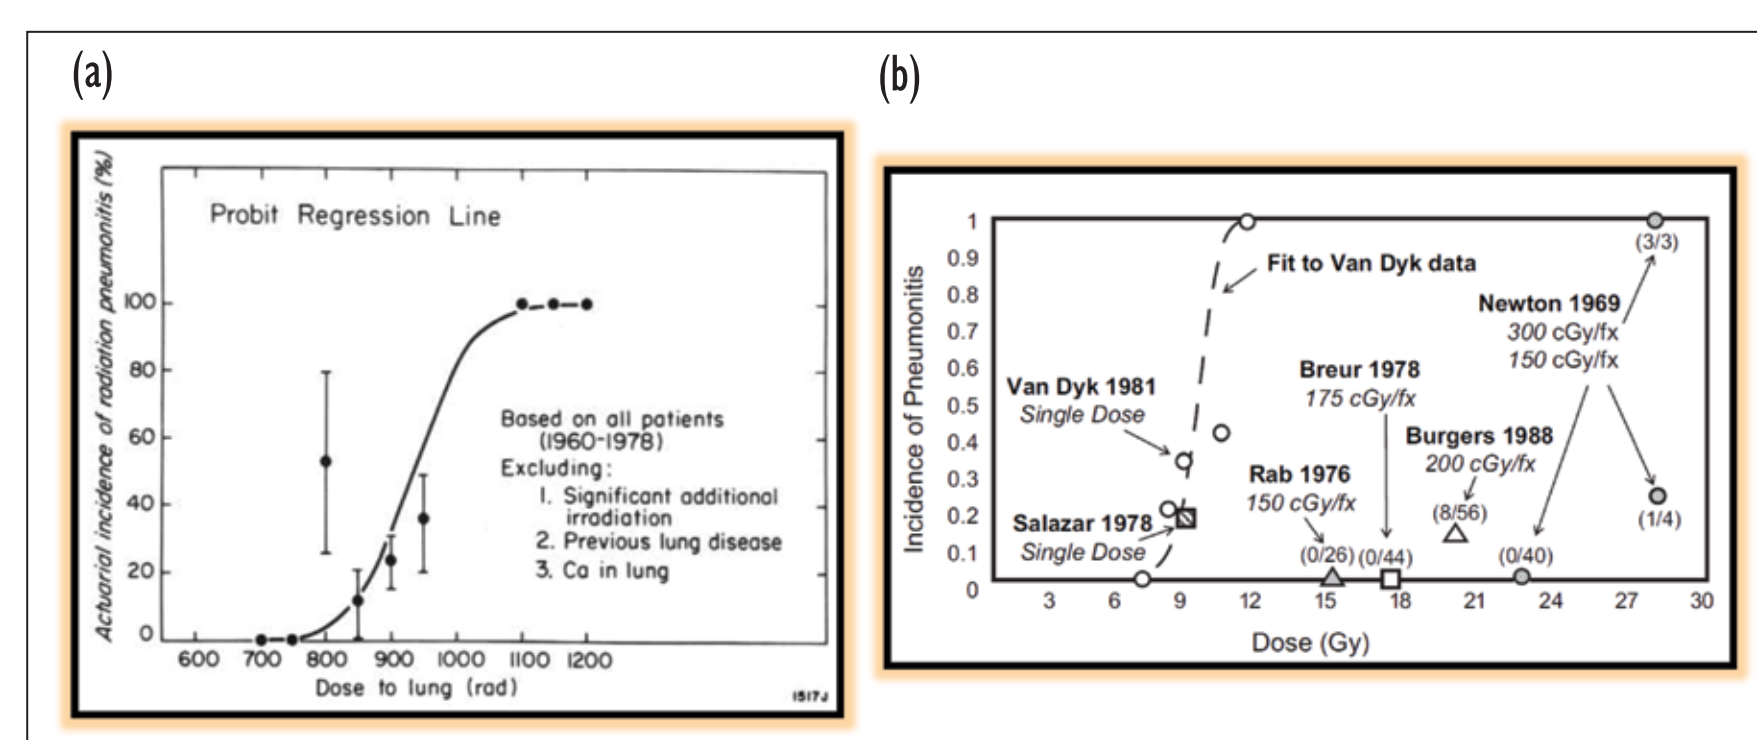 (a)
Actuarial incidence of radiation pneumonitis (%)
Probit Regression Line
100
80
60
40
20
0
Based on all patients
(1960-1978)
Excluding:
1. Significant additional
irradiation
2. Previous lung disease
3. Ca in lung
600 700 800 900 1000 1100 1200
Dose to lung (rad)
1517J
(b)
Incidence of Pneumonitis
1
0.9
0.8
0.7
0.6
0.5
0.4
0.3
0.2
0.1
0
Fit to Van Dyk data
(3/3)
Newton 1969
300 cGy/fx
150 cGy/fx
Van Dyk 1981
Single Dose
Breur 1978
175 cGy/fx
Burgers 1988
200 cGy/fx
Rab 1976
150 cGy/fx
Salazar 1978
Single Dose
(8/56)
(1/4)
(0/26) (0/44)
(0/40)
3 6 9 12 15 18 21 24 27 30
Dose (Gy)